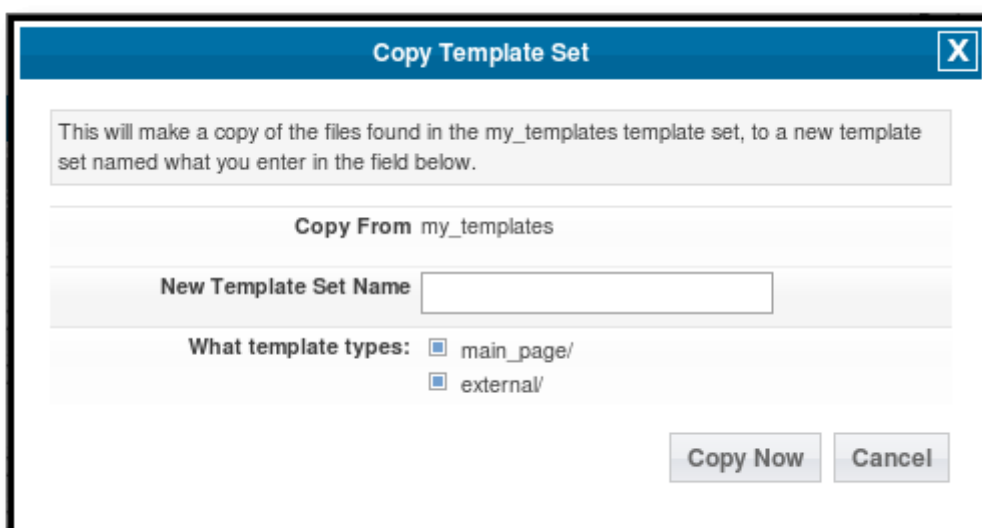 Copy Template Set X
This will make a copy of the files found in the my_templates template set, to a new template
set named what you enter in the field below.
Copy From my_templates
New Template Set Name
What template types: main_page/
external/
Copy Now Cancel